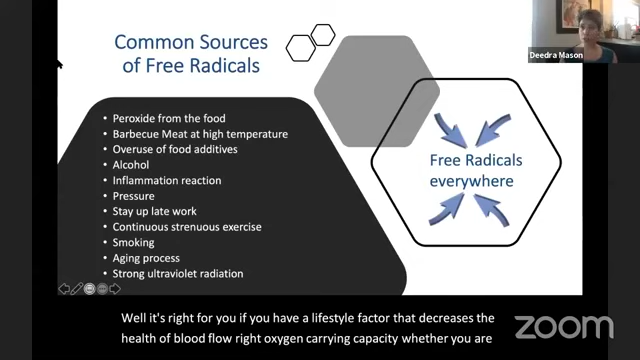 Common Sources
of Free Radicals
Deedra Mason
• Peroxide from the food
• Barbecue Meat at high temperature
• Overuse of food additives
• Alcohol
• Inflammation reaction
• Pressure
• Stay up late work
• Continuous strenuous exercise
• Smoking
• Aging process
• Strong ultraviolet radiation
Free Radicals
everywhere
Well it's right for you if you have a lifestyle factor that decreases the
health of blood flow right oxygen carrying capacity whether you are
zoom